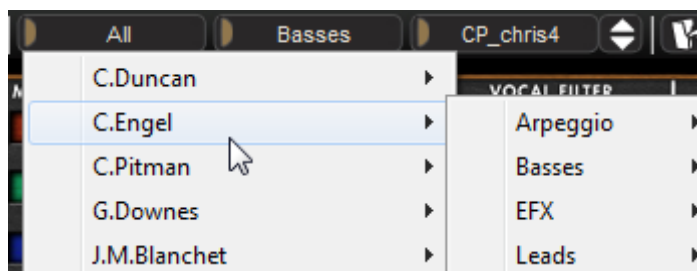 All Basses CP_chris4
C.Duncan
VOCAL FILTER
C.Engel
Arpeggio
C.Pitman
Basses
G.Downes
EFX
J.M.Blanchet
Leads